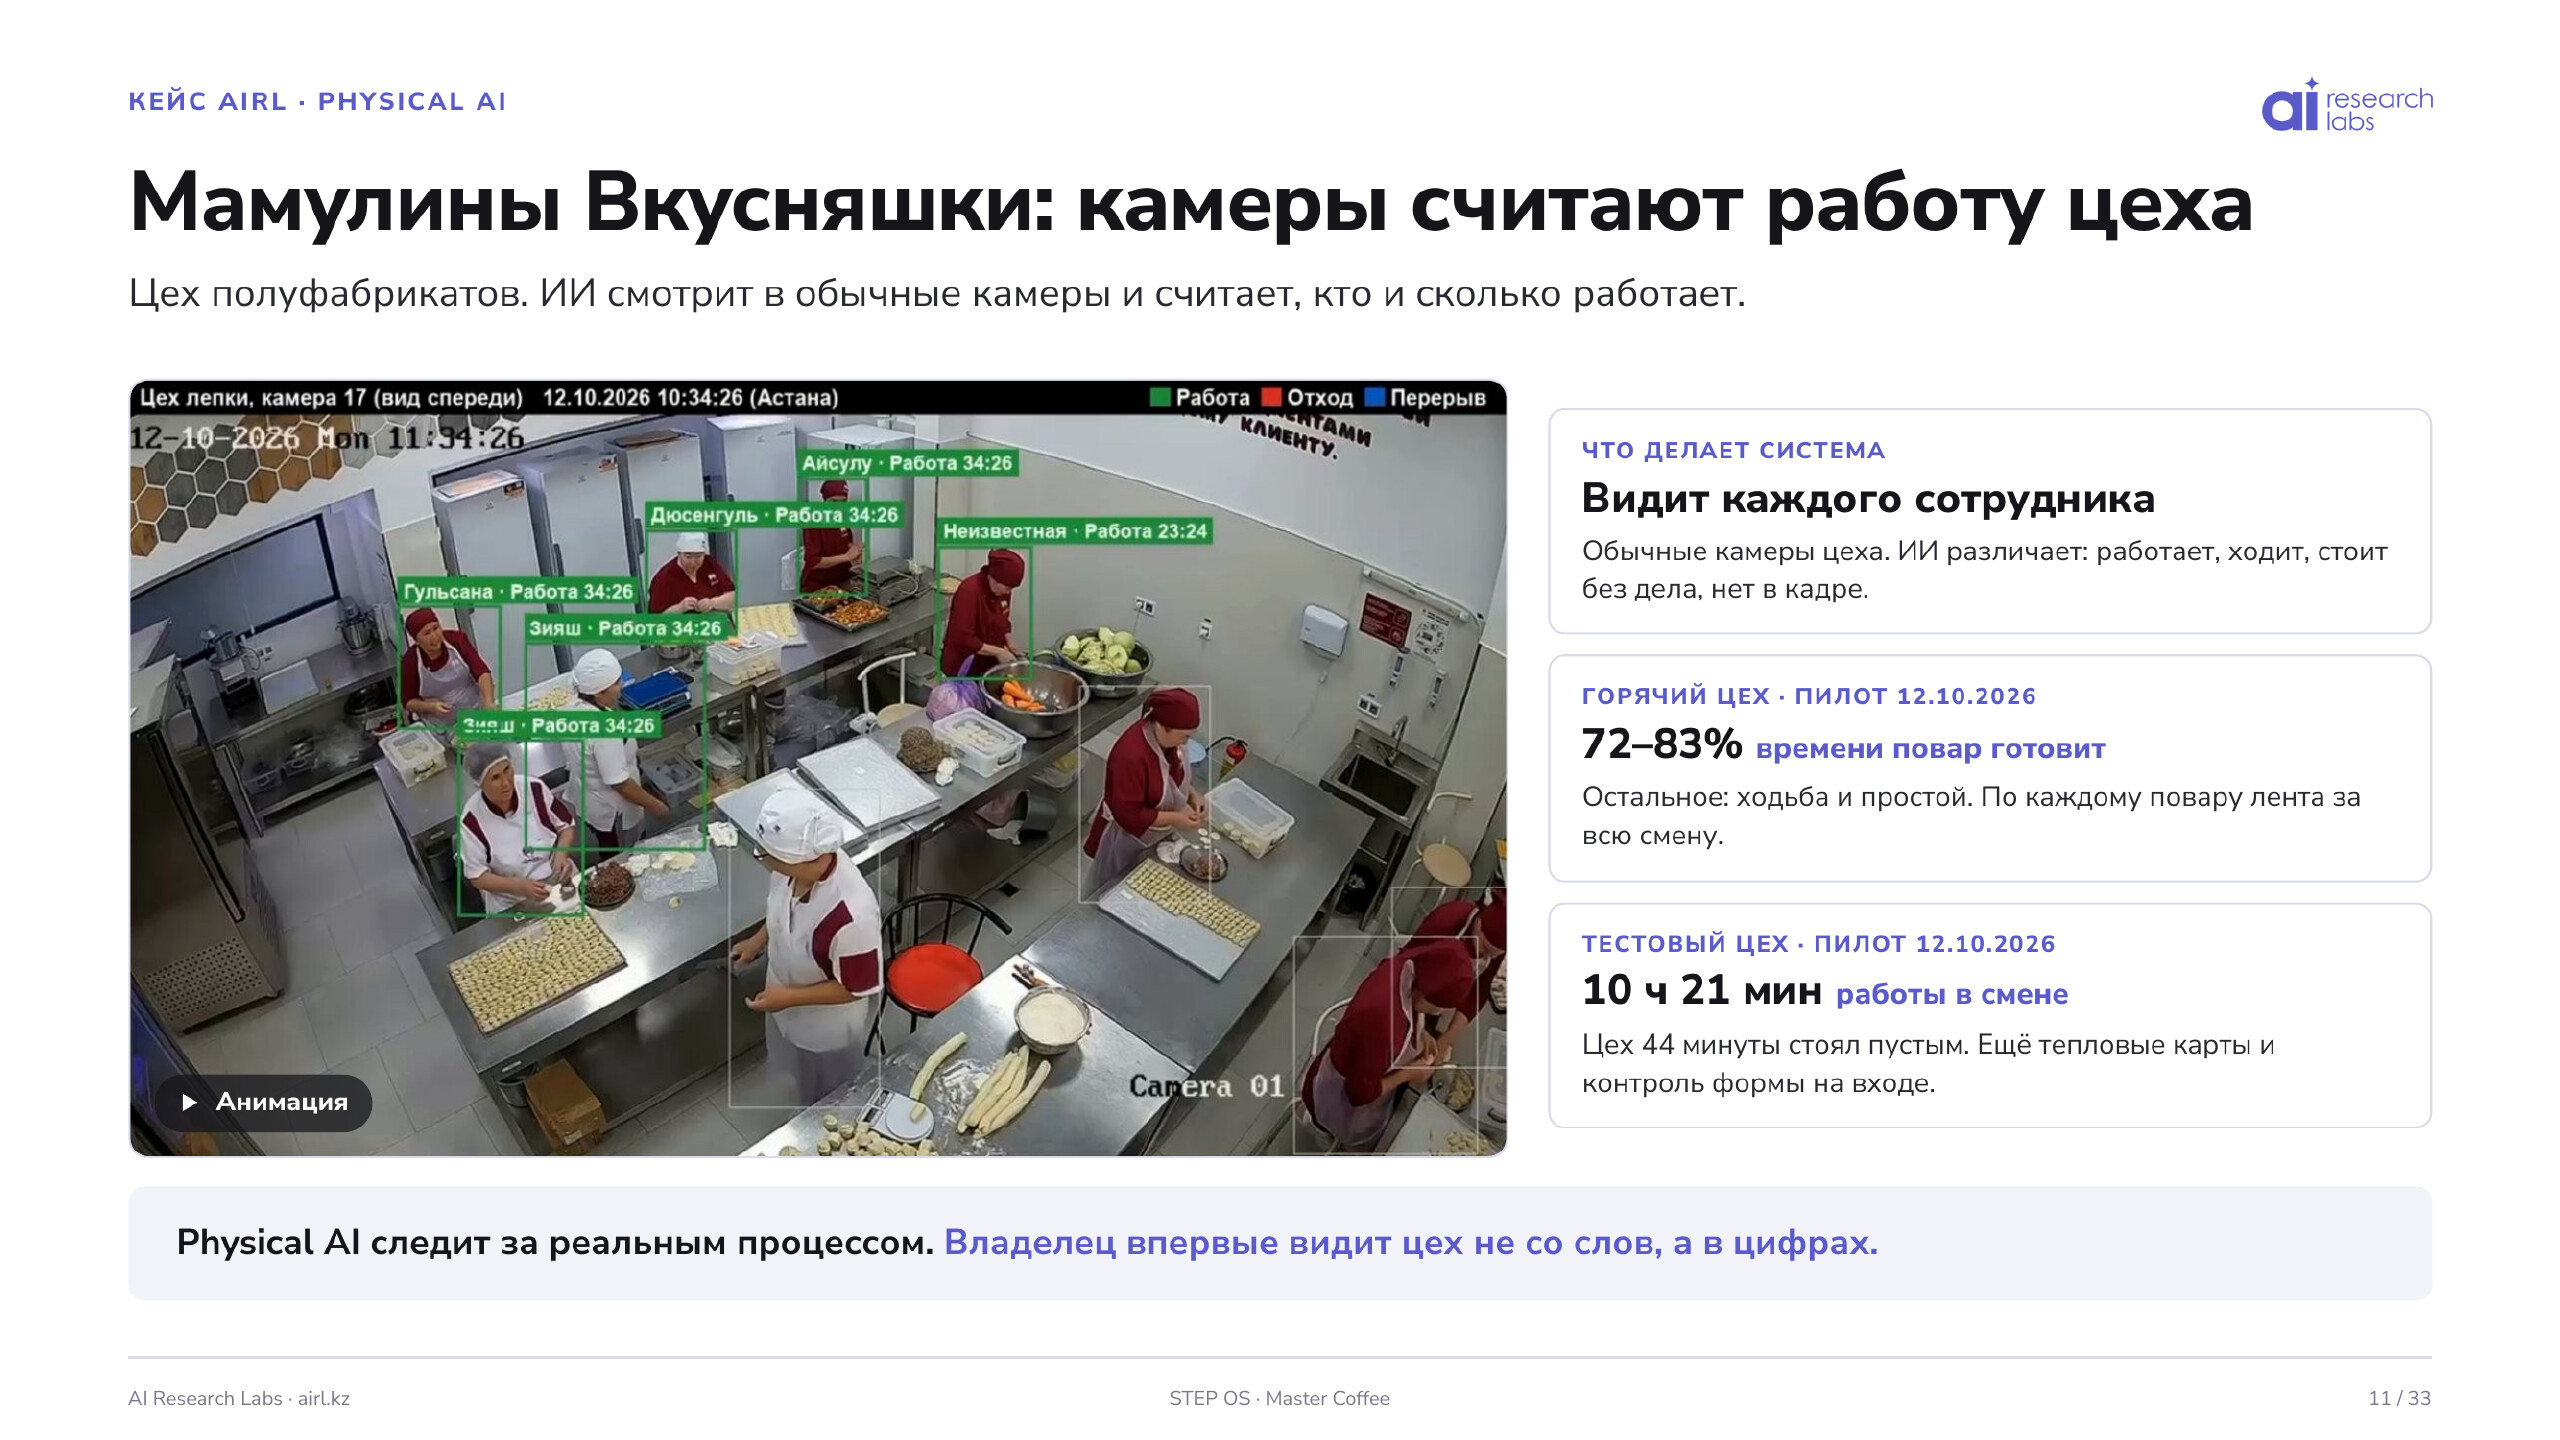 КЕЙС AIRL · PHYSICAL AI
ai research labs
Мамулины Вкусняшки: камеры считают работу цеха
Цех полуфабрикатов. ИИ смотрит в обычные камеры и считает, кто и сколько работает.
Цех лепки, камера 17 (вид спереди) 12.10.2026 10:34:26 (Астана)
Работа Отход Перерыв
12-10-2026 Mon 11:34:26
КЛИЕНТУ.
Айсулу · Работа 34:26
Дюсенгуль · Работа 34:26
Неизвестная · Работа 23:24
Гульсана · Работа 34:26
Зияш · Работа 34:26
Зияш · Работа 34:26
Camera 01
Анимация
ЧТО ДЕЛАЕТ СИСТЕМА
Видит каждого сотрудника
Обычные камеры цеха. ИИ различает: работает, ходит, стоит
без дела, нет в кадре.
ГОРЯЧИЙ ЦЕХ · ПИЛОТ 12.10.2026
72–83% времени повар готовит
Остальное: ходьба и простой. По каждому повару лента за
всю смену.
ТЕСТОВЫЙ ЦЕХ · ПИЛОТ 12.10.2026
10 ч 21 мин работы в смене
Цех 44 минуты стоял пустым. Ещё тепловые карты и
контроль формы на входе.
Physical AI следит за реальным процессом. Владелец впервые видит цех не со слов, а в цифрах.
AI Research Labs · airl.kz
STEP OS · Master Coffee
11 / 33